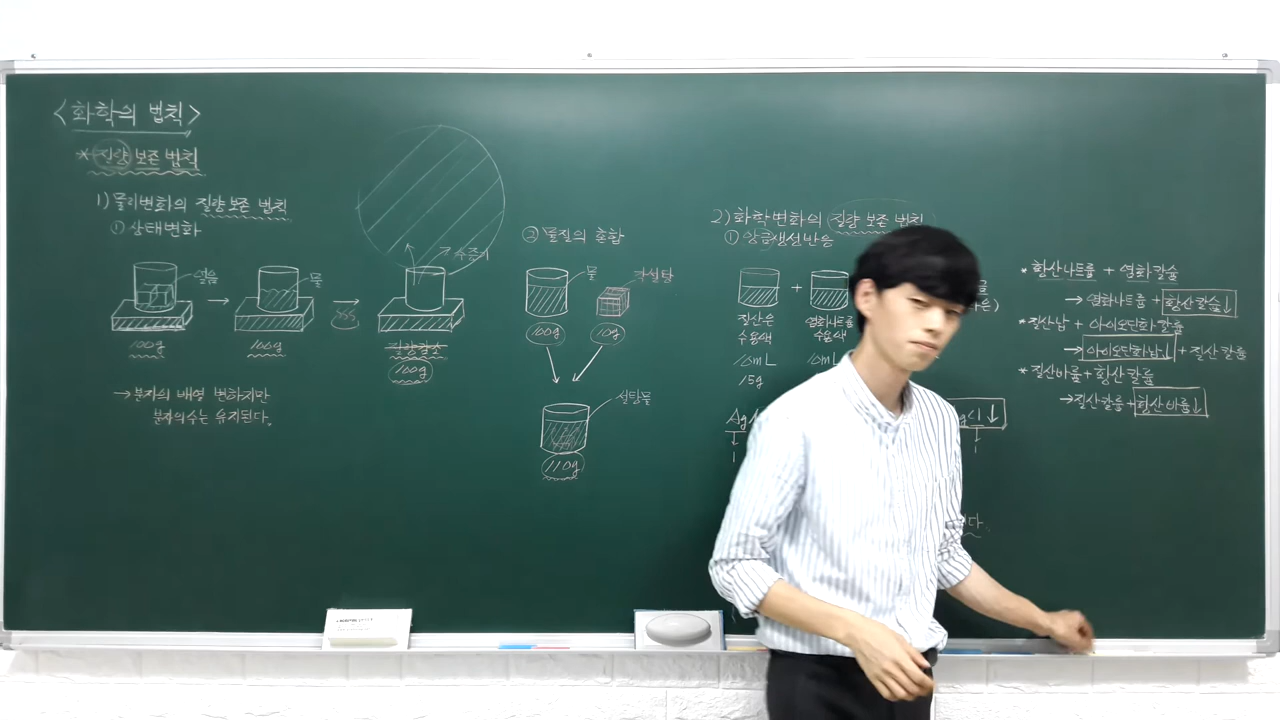 <화학의 법칙>
* 질량 보존 법칙
1) 물리변화의 질량 보존 법칙
① 상태변화
얼음
물
수증기
→
→
100g
100g
질량감소
100g
→ 분자의 배열 변하지만
분자의 수는 유지된다.
② 물질의 혼합
물
각설탕
100g
10g
설탕물
110g
2) 화학변화의 질량 보존 법칙
① 앙금생성반응
+
질산은
수용액
10mL
15g
염화나트륨
수용액
10mL
Ag
↓
* 황산나트륨 + 염화칼슘
→ 염화나트륨 + 황산칼슘↓
* 질산납 + 아이오딘화칼륨
→ 아이오딘화납↓ + 질산칼륨
* 질산바륨 + 황산칼륨
→ 질산칼륨 + 황산바륨↓